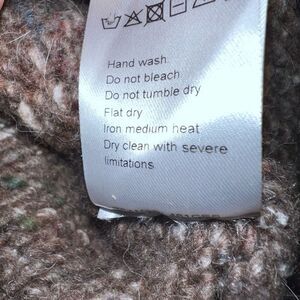 Hand wash.
Do not bleach
Do not tumble dry
Flat dry
Iron medium heat
Dry clean with severe
limitations